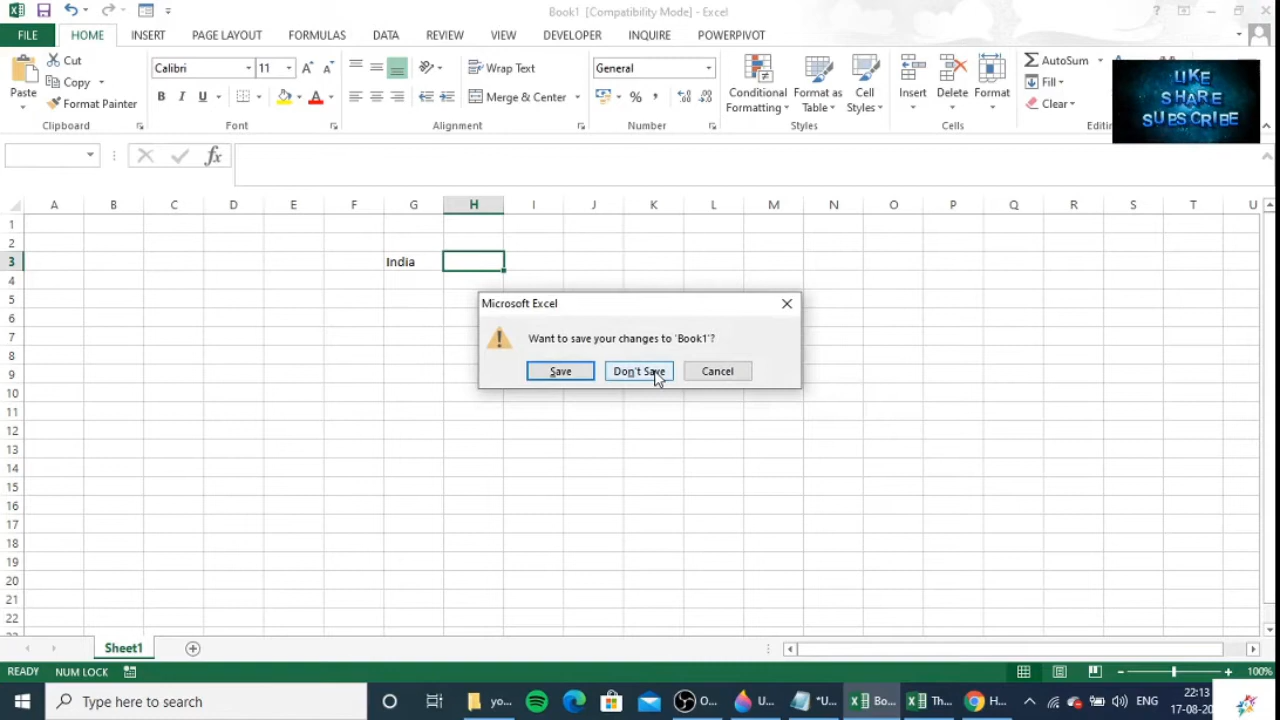 Book1 [Compatibility Mode] - Excel
FILE HOME INSERT PAGE LAYOUT FORMULAS DATA REVIEW VIEW DEVELOPER INQUIRE POWERPIVOT
Cut
Copy
Format Painter
Paste
Clipboard
Calibri 11
B I U
Font
Wrap Text
Merge & Center
Alignment
General
%
Number
Conditional Formatting
Format as Table
Cell Styles
Styles
Insert Delete Format
Cells
AutoSum
Fill
Clear
LIKE
SHARE
SUBSCRIBE
fx
A B C D E F G H I J K L M N O P Q R S T U
1
2
3 India
4
5
6
7
8
9
10
11
12
13
14
15
16
17
18
19
20
21
22
Microsoft Excel
Want to save your changes to 'Book1'?
Save Don't Save Cancel
Sheet1
READY NUM LOCK 100%
Type here to search
yo... O... U... *U... Bo... Th... H... ENG
22:13
17-08-20